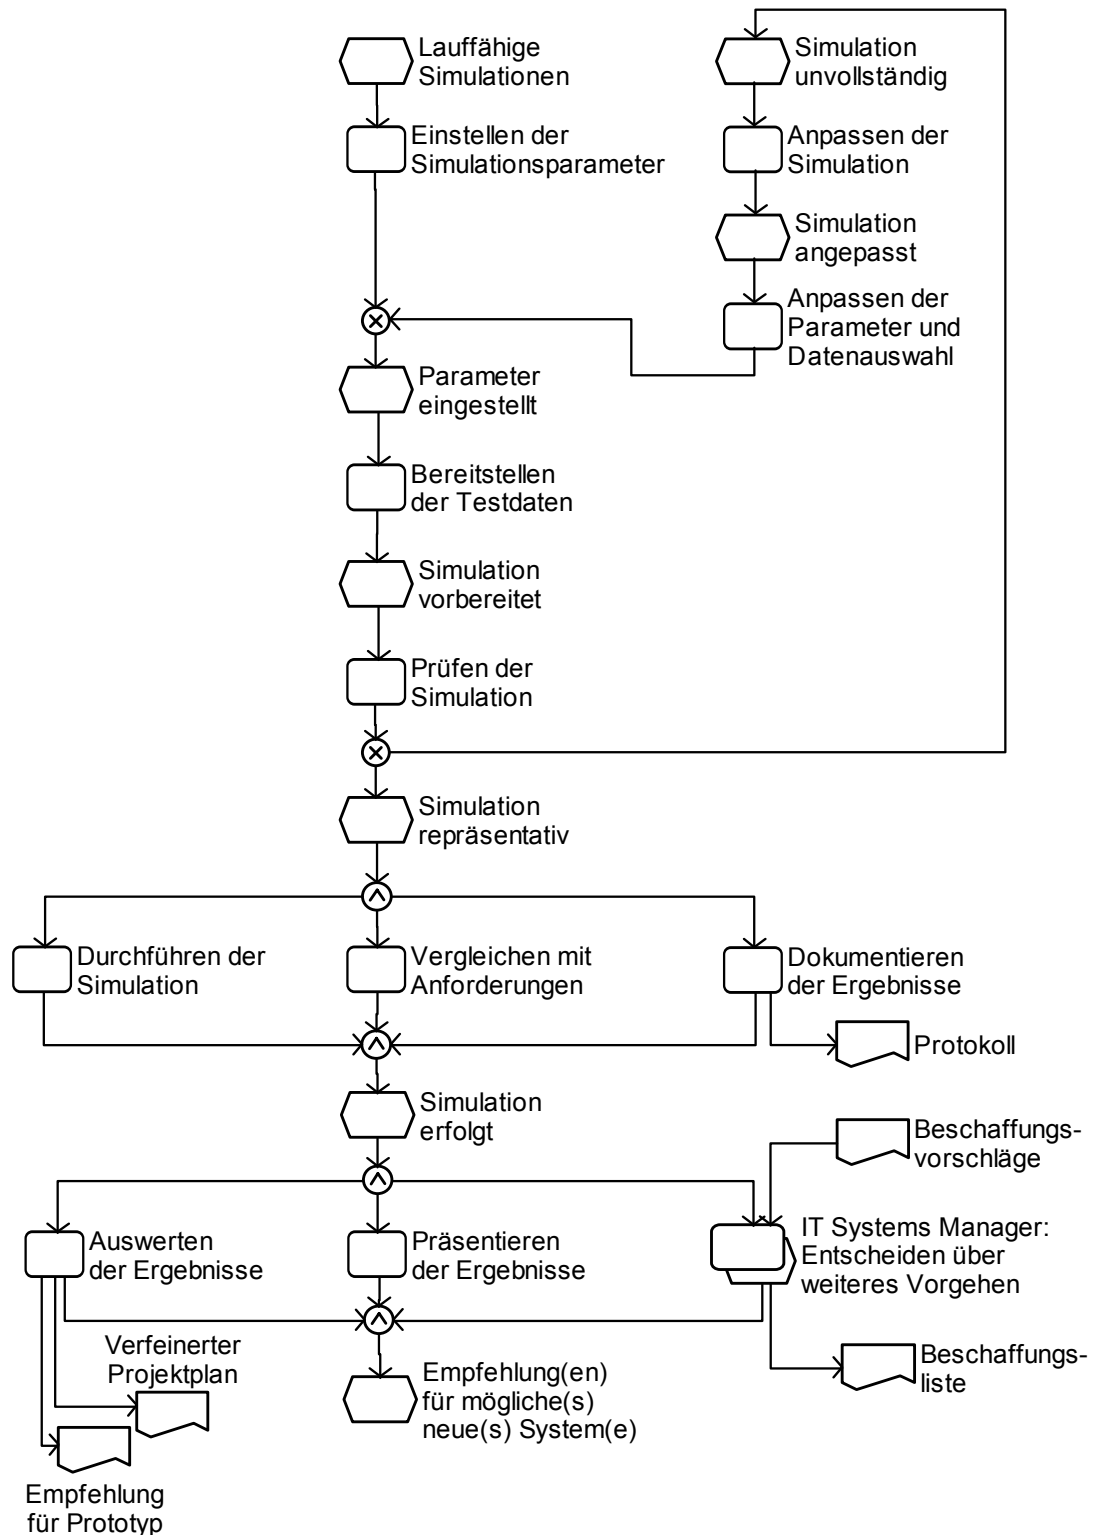 Lauffähige
Simulationen
Simulation
unvollständig
Einstellen der
Simulationsparameter
Anpassen der
Simulation
Simulation
angepasst
Anpassen der
Parameter und
Datenauswahl
Parameter
eingestellt
Bereitstellen
der Testdaten
Simulation
vorbereitet
Prüfen der
Simulation
Simulation
repräsentativ
Durchführen der
Simulation
Vergleichen mit
Anforderungen
Dokumentieren
der Ergebnisse
Protokoll
Simulation
erfolgt
Beschaffungs-
vorschläge
Auswerten
der Ergebnisse
Präsentieren
der Ergebnisse
IT Systems Manager:
Entscheiden über
weiteres Vorgehen
Verfeinerter
Projektplan
Empfehlung(en)
für mögliche(s)
neue(s) System(e)
Beschaffungs-
liste
Empfehlung
für Prototyp